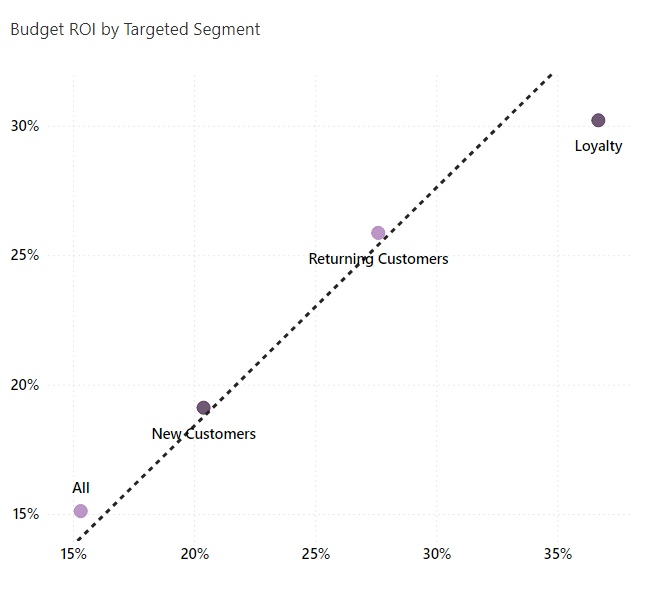 Budget ROI by Targeted Segment
30%
Loyalty
25%
Returning Customers
20%
New Customers
All
15%
15% 20% 25% 30% 35%